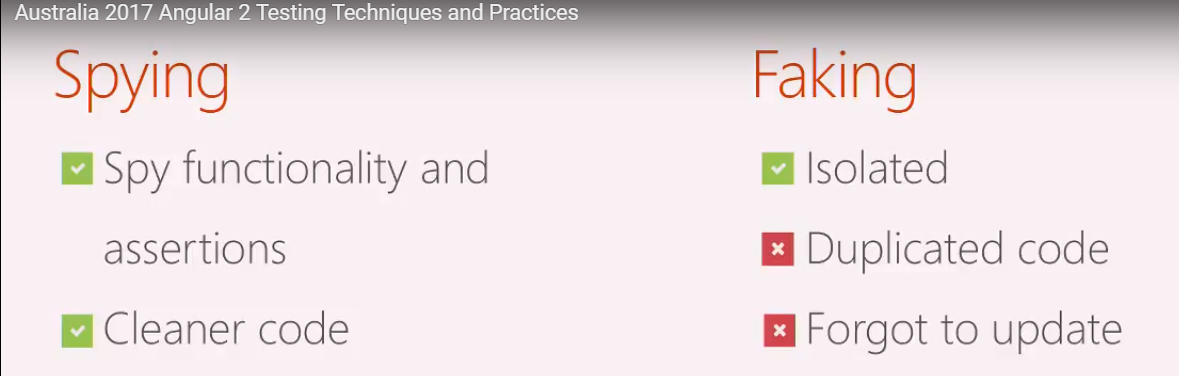 Australia 2017 Angular 2 Testing Techniques and Practices
Spying
Spy functionality and
assertions
Cleaner code
Faking
Isolated
Duplicated code
Forgot to update